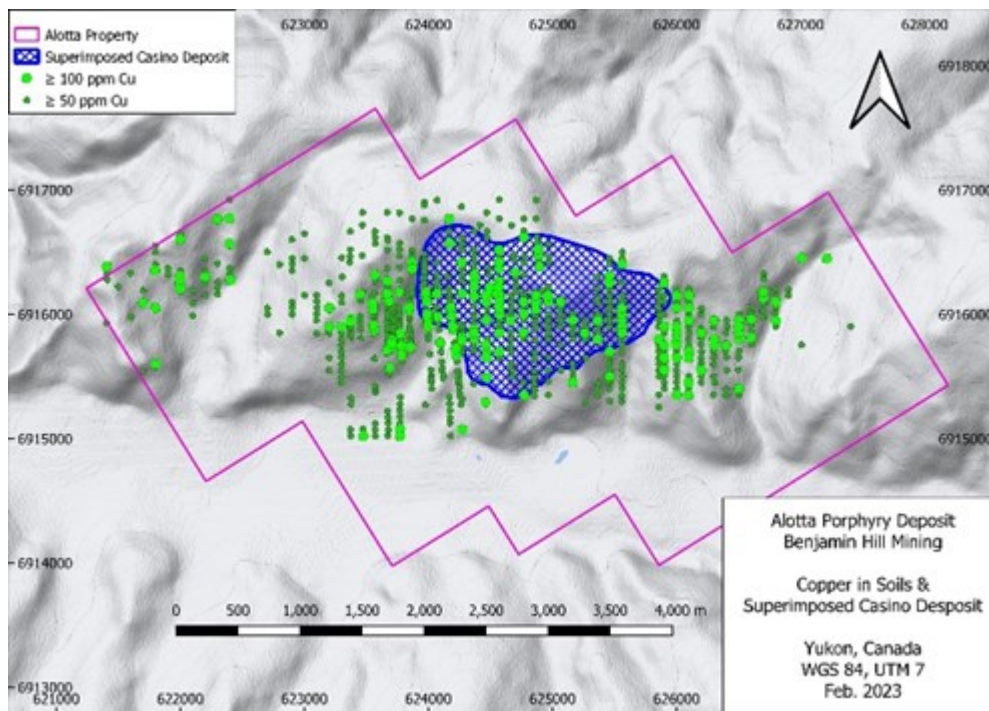 623000 624000 625000 626000 627000 628000
Alotta Property
Superimposed Casino Deposit
≥ 100 ppm Cu
≥ 50 ppm Cu
6918000
6917000 6917000
6916000 6916000
6915000 6915000
6914000
0 500 1,000 1,500 2,000 2,500 3,000 3,500 4,000 m
6913000
621000 622000 623000 624000 625000 626000
Alotta Porphyry Deposit
Benjamin Hill Mining
Copper in Soils &
Superimposed Casino Desposit
Yukon, Canada
WGS 84, UTM 7
Feb. 2023